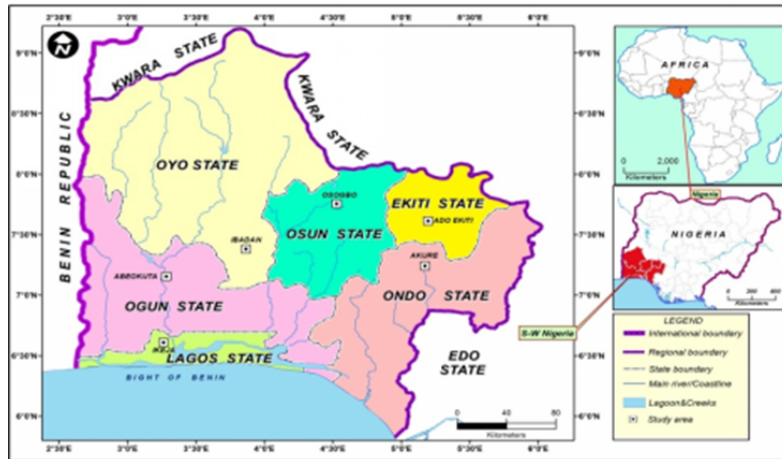 9°0'N
8°30'N
8°0'N
7°30'N
7°0'N
6°30'N
6°0'N
N
KWARA STATE
KWARA STATE
BENIN REPUBLIC
OYO STATE
OSOGBO
OSUN STATE
EKITI STATE
ADO EKITI
IBADAN
ABEOKUTA
AKURE
OGUN STATE
ONDO STATE
IKEJA
LAGOS STATE
EDO STATE
BIGHT OF BENIN
0 40 80
Kilometers
2°30'E 3°0'E 3°30'E 4°0'E 4°30'E 5°0'E 5°30'E 6°0'E
AFRICA
0 2,000
Kilometers
Nigeria
NIGERIA
0 200 400
Kilometers
S-W Nigeria
LEGEND
International boundary
Regional boundary
State boundary
Main river/Coastline
Lagoon&Creeks
Study area